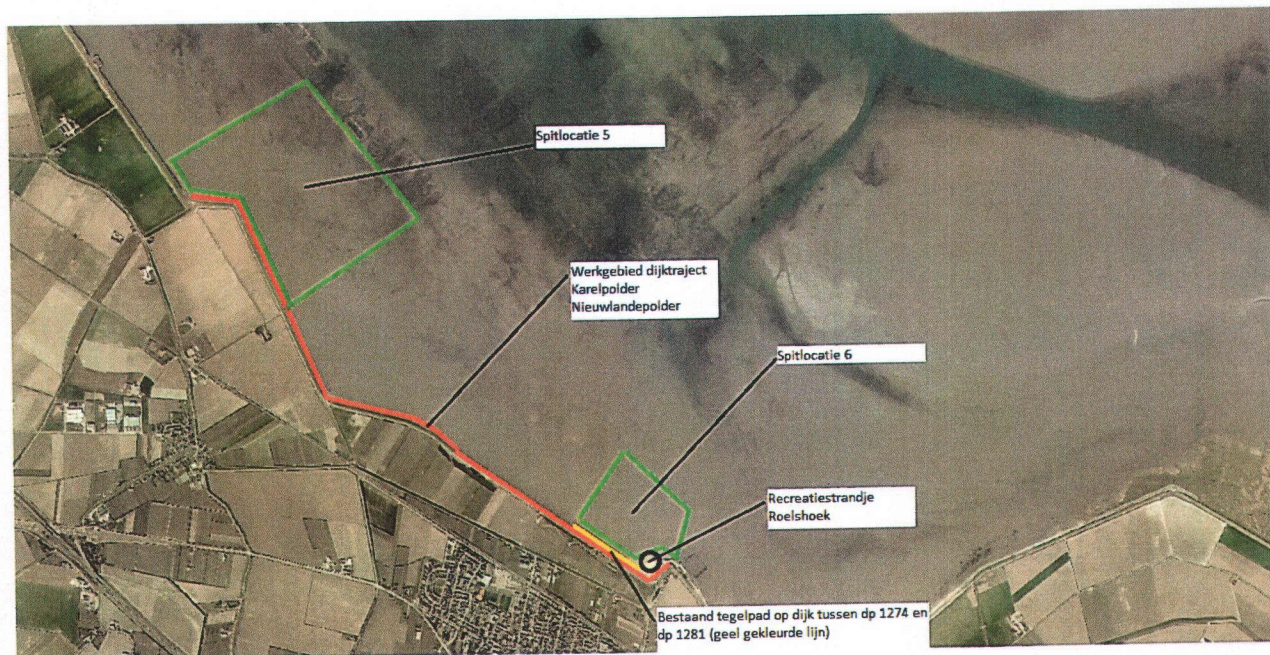 Spitlocatie 5
Werkgebied dijktraject
Karelpolder
Nieuwlandepolder
Spitlocatie 6
Recreatiestrandje
Roelshoek
Bestaand tegelpad op dijk tussen dp 1274 en
dp 1281 (geel gekleurde lijn)